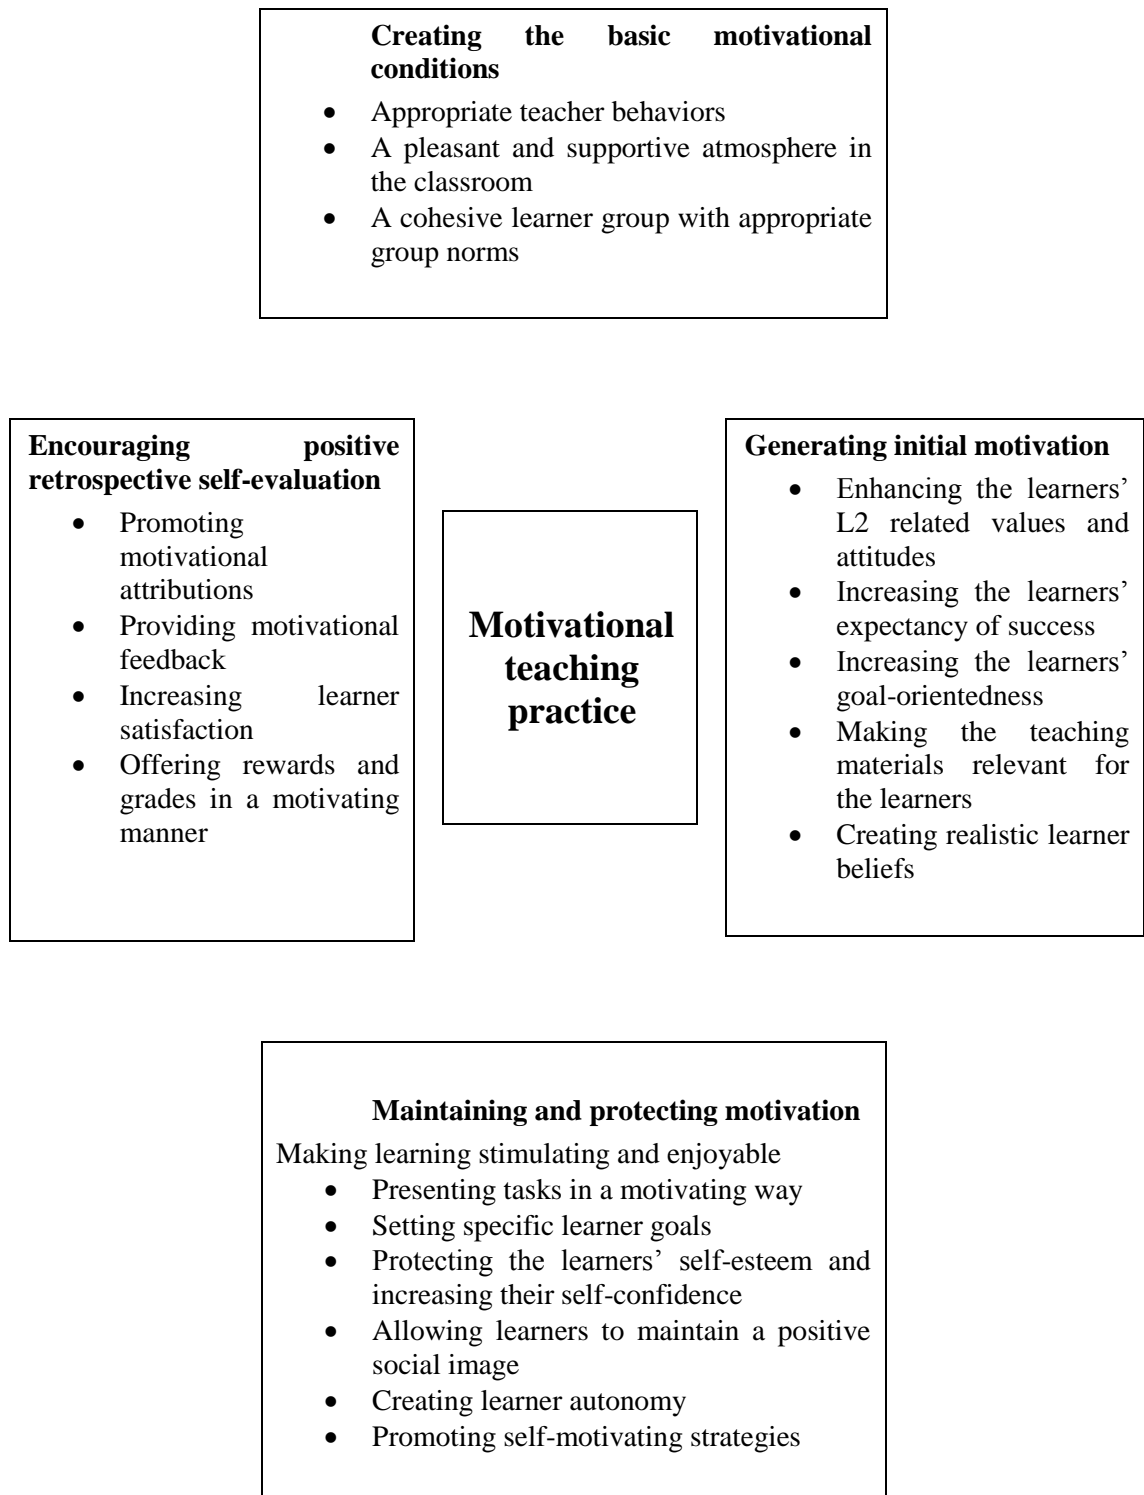 Creating the basic motivational
conditions
• Appropriate teacher behaviors
• A pleasant and supportive atmosphere in
the classroom
• A cohesive learner group with appropriate
group norms
Encouraging positive
retrospective self-evaluation
• Promoting
motivational
attributions
• Providing motivational
feedback
• Increasing learner
satisfaction
• Offering rewards and
grades in a motivating
manner
Motivational
teaching
practice
Generating initial motivation
• Enhancing the learners’
L2 related values and
attitudes
• Increasing the learners’
expectancy of success
• Increasing the learners’
goal-orientedness
• Making the teaching
materials relevant for
the learners
• Creating realistic learner
beliefs
Maintaining and protecting motivation
Making learning stimulating and enjoyable
• Presenting tasks in a motivating way
• Setting specific learner goals
• Protecting the learners’ self-esteem and
increasing their self-confidence
• Allowing learners to maintain a positive
social image
• Creating learner autonomy
• Promoting self-motivating strategies